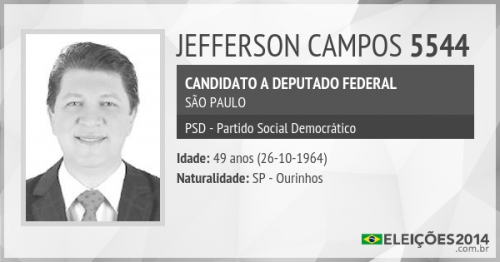 JEFFERSON CAMPOS 5544
CANDIDATO A DEPUTADO FEDERAL
SÃO PAULO
PSD - Partido Social Democrático
Idade: 49 anos (26-10-1964)
Naturalidade: SP - Ourinhos
ELEIÇÕES2014
.com.br